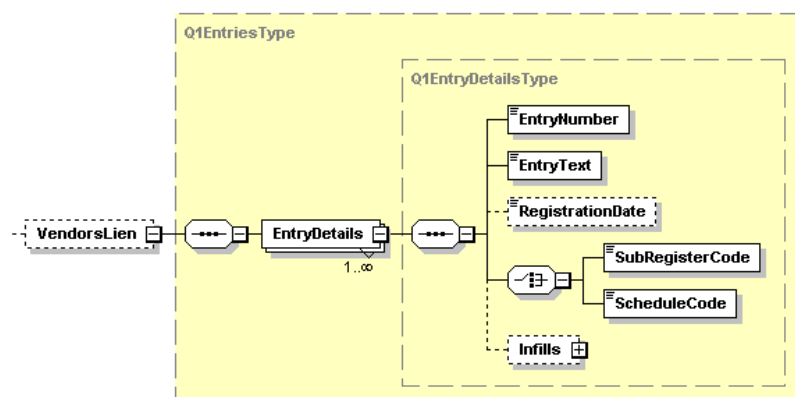 Q1EntriesType
Q1EntryDetailsType
EntryNumber
EntryText
RegistrationDate
VendorsLien
EntryDetails
1..∞
SubRegisterCode
ScheduleCode
Infills